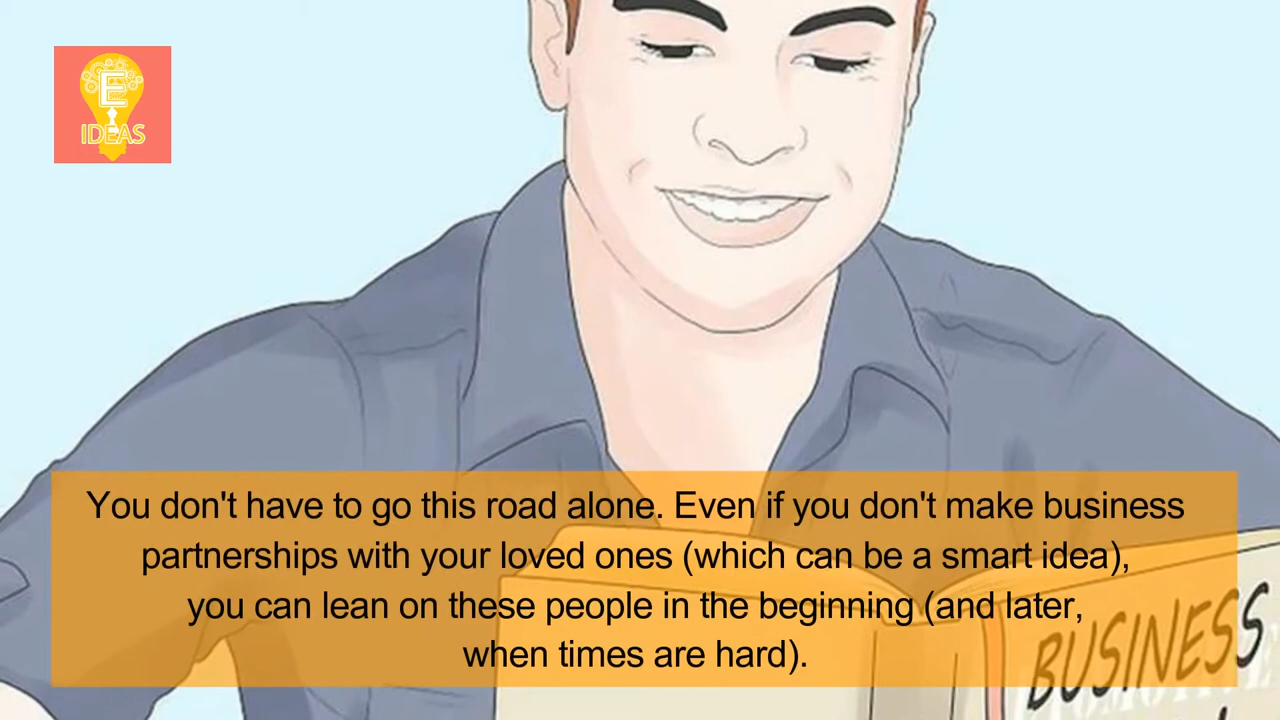 E
IDEAS
You don't have to go this road alone. Even if you don't make business
partnerships with your loved ones (which can be a smart idea),
you can lean on these people in the beginning (and later,
when times are hard).
BUSINESS